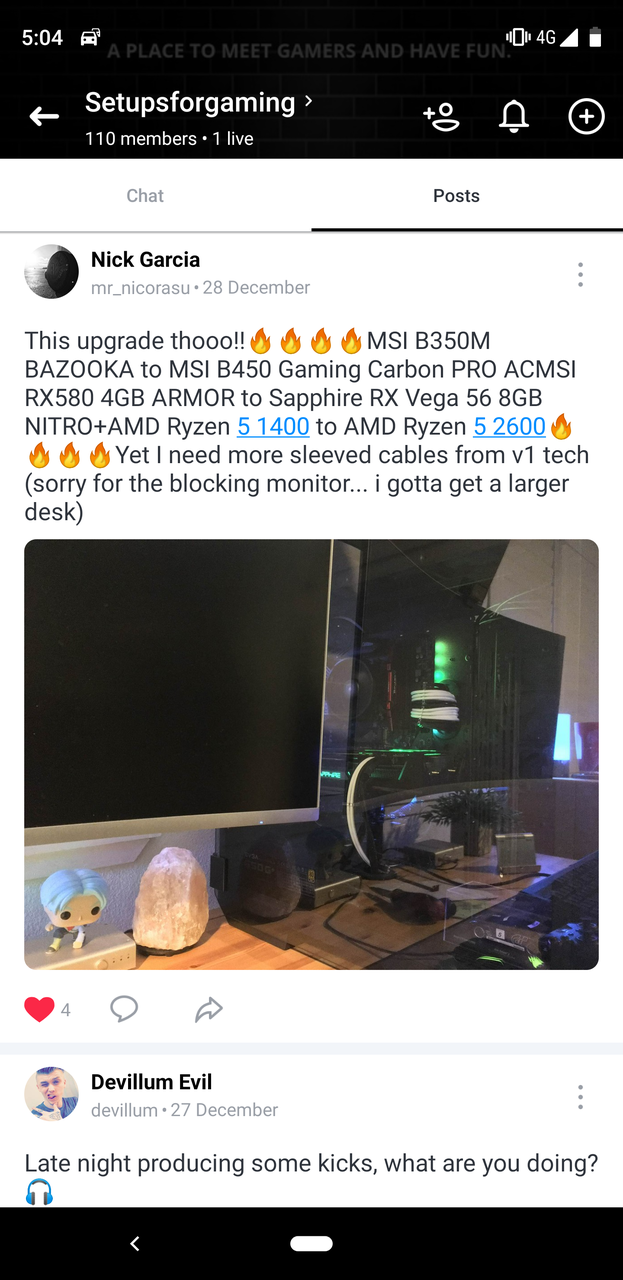 5:04
4G
A PLACE TO MEET GAMERS AND HAVE FUN.
Setupsforgaming
110 members • 1 live
Chat
Posts
Nick Garcia
mr_nicorasu • 28 December
This upgrade thooo!!🔥🔥🔥🔥MSI B350M
BAZOOKA to MSI B450 Gaming Carbon PRO ACMSI
RX580 4GB ARMOR to Sapphire RX Vega 56 8GB
NITRO+AMD Ryzen 5 1400 to AMD Ryzen 5 2600🔥
🔥🔥🔥Yet I need more sleeved cables from v1 tech
(sorry for the blocking monitor... i gotta get a larger
desk)
4
Devillum Evil
devillum • 27 December
Late night producing some kicks, what are you doing?
🎧